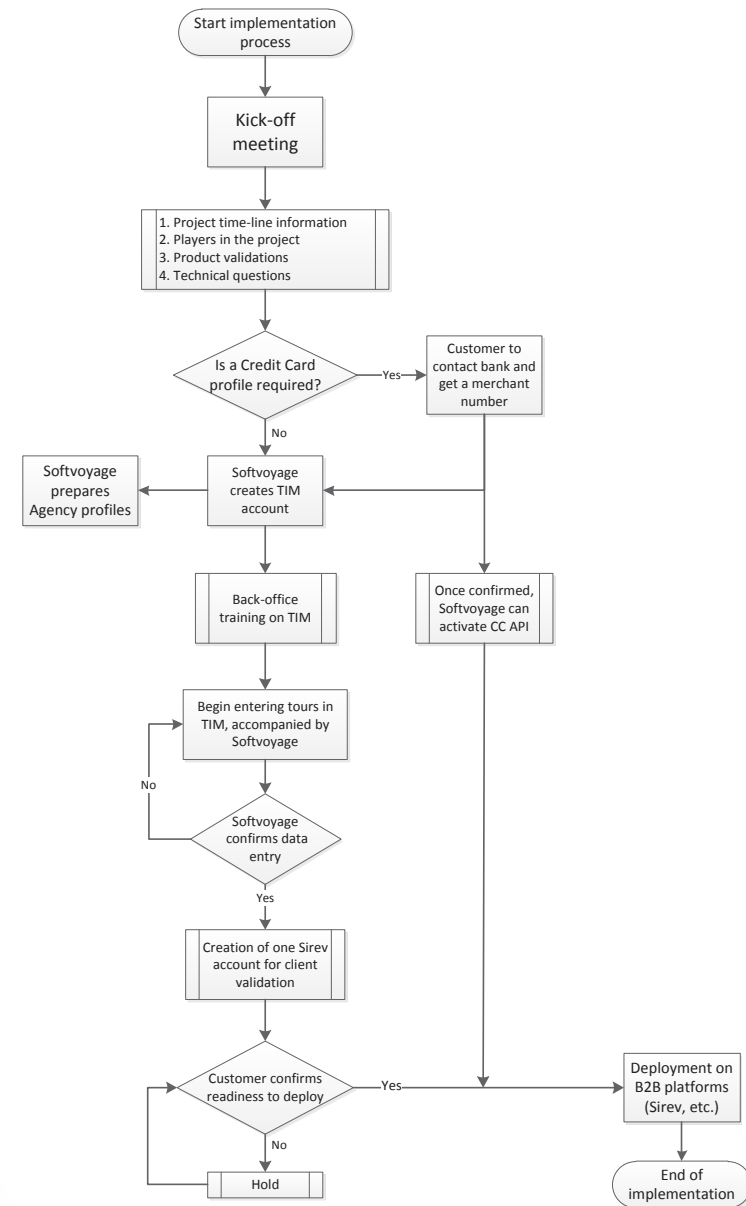 Start implementation
process
Kick-off
meeting
1. Project time-line information
2. Players in the project
3. Product validations
4. Technical questions
Is a Credit Card
profile required?
Yes
Customer to
contact bank and
get a merchant
number
No
Softvoyage
prepares
Agency profiles
Softvoyage
creates TIM
account
Back-office
training on TIM
Once confirmed,
Softvoyage can
activate CC API
Begin entering tours in
TIM, accompanied by
Softvoyage
No
Softvoyage
confirms data
entry
Yes
Creation of one Sirev
account for client
validation
Customer confirms
readiness to deploy
Yes
Deployment on
B2B platforms
(Sirev, etc.)
No
Hold
End of
implementation